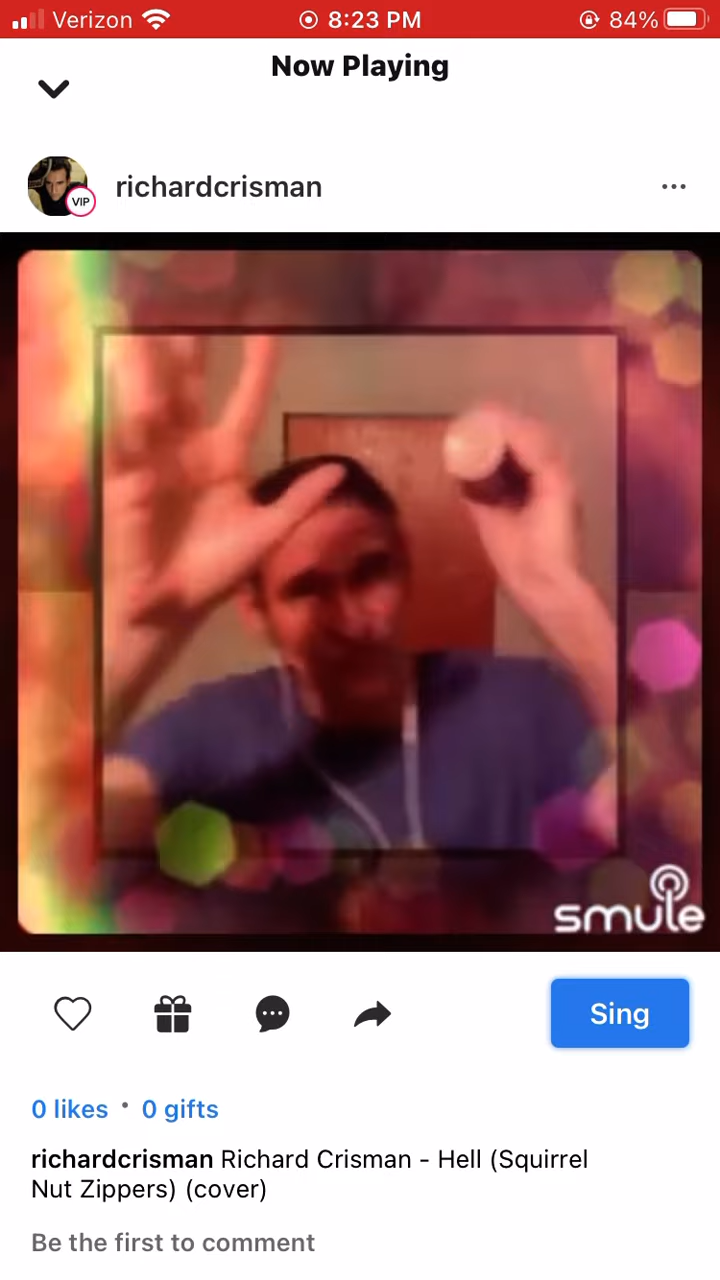 Verizon 8:23 PM 84%
Now Playing
VIP
richardcrisman
smule
Sing
0 likes · 0 gifts
richardcrisman Richard Crisman - Hell (Squirrel
Nut Zippers) (cover)
Be the first to comment